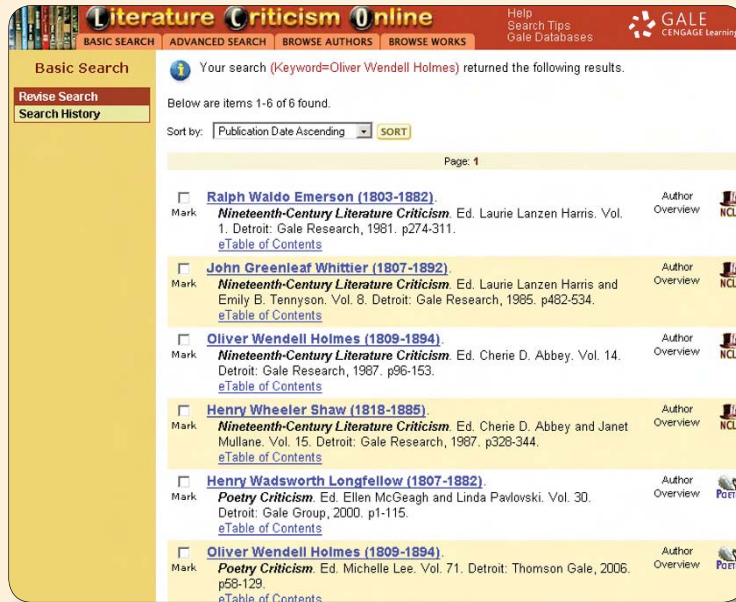 Literature Criticism Online
Help
Search Tips
Gale Databases
GALE
CENGAGE Learning
BASIC SEARCH
ADVANCED SEARCH
BROWSE AUTHORS
BROWSE WORKS
Basic Search
Revise Search
Search History
Your search (Keyword=Oliver Wendell Holmes) returned the following results.
Below are items 1-6 of 6 found.
Sort by: Publication Date Ascending SORT
Page: 1
Mark
Ralph Waldo Emerson (1803-1882).
Nineteenth-Century Literature Criticism. Ed. Laurie Lanzen Harris. Vol.
1. Detroit: Gale Research, 1981. p274-311.
eTable of Contents
Author
Overview
Mark
John Greenleaf Whittier (1807-1892).
Nineteenth-Century Literature Criticism. Ed. Laurie Lanzen Harris and
Emily B. Tennyson. Vol. 8. Detroit: Gale Research, 1985. p482-534.
eTable of Contents
Author
Overview
Mark
Oliver Wendell Holmes (1809-1894).
Nineteenth-Century Literature Criticism. Ed. Cherie D. Abbey. Vol. 14.
Detroit: Gale Research, 1987. p96-153.
eTable of Contents
Author
Overview
Mark
Henry Wheeler Shaw (1818-1885).
Nineteenth-Century Literature Criticism. Ed. Cherie D. Abbey and Janet
Mullane. Vol. 15. Detroit: Gale Research, 1987. p328-344.
eTable of Contents
Author
Overview
Mark
Henry Wadsworth Longfellow (1807-1882).
Poetry Criticism. Ed. Ellen McGeagh and Linda Pavlovski. Vol. 30.
Detroit: Gale Group, 2000. p1-115.
eTable of Contents
Author
Overview
Mark
Oliver Wendell Holmes (1809-1894).
Poetry Criticism. Ed. Michelle Lee. Vol. 71. Detroit: Thomson Gale, 2006.
p58-129.
eTable of Contents
Author
Overview